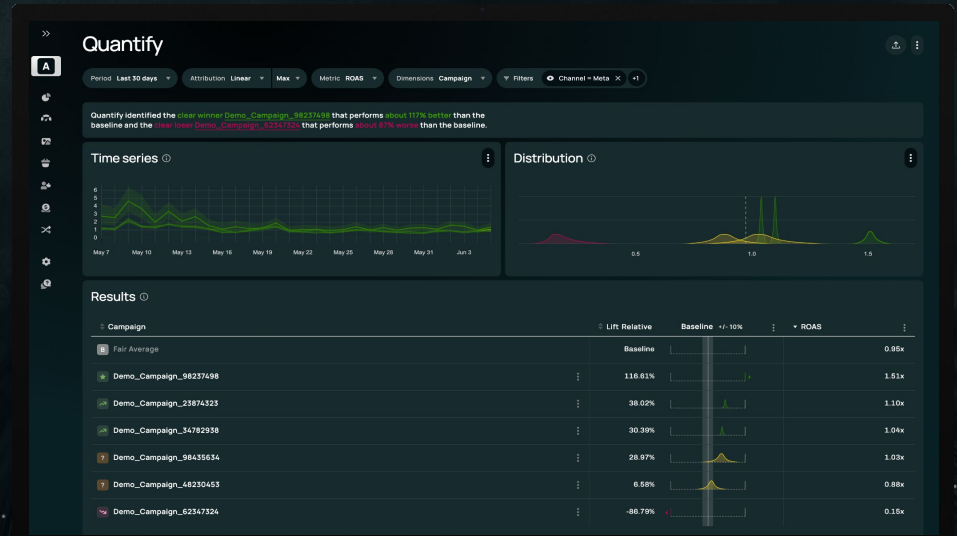 Quantify
A
Period Last 30 days
Attribution Linear
Max
Metric ROAS
Dimensions Campaign
Filters
Channel = Meta
+1
Quantify identified the clear winner Demo_Campaign_98237498 that performs about 117% better than the
baseline and the clear loser Demo_Campaign_62347324 that performs about 87% worse than the baseline.
Time series
6
5
4
3
2
1
0
May 7 May 10 May 13 May 16 May 19 May 22 May 25 May 28 May 31 Jun 3
Distribution
0.5 1.0 1.5
Results
Campaign Lift Relative Baseline +/- 10% ROAS
B Fair Average Baseline 0.95x
Demo_Campaign_98237498 116.61% 1.51x
Demo_Campaign_23874323 38.02% 1.10x
Demo_Campaign_34782938 30.39% 1.04x
? Demo_Campaign_98435634 28.97% 1.03x
? Demo_Campaign_48230453 6.58% 0.88x
Demo_Campaign_62347324 -86.79% 0.15x